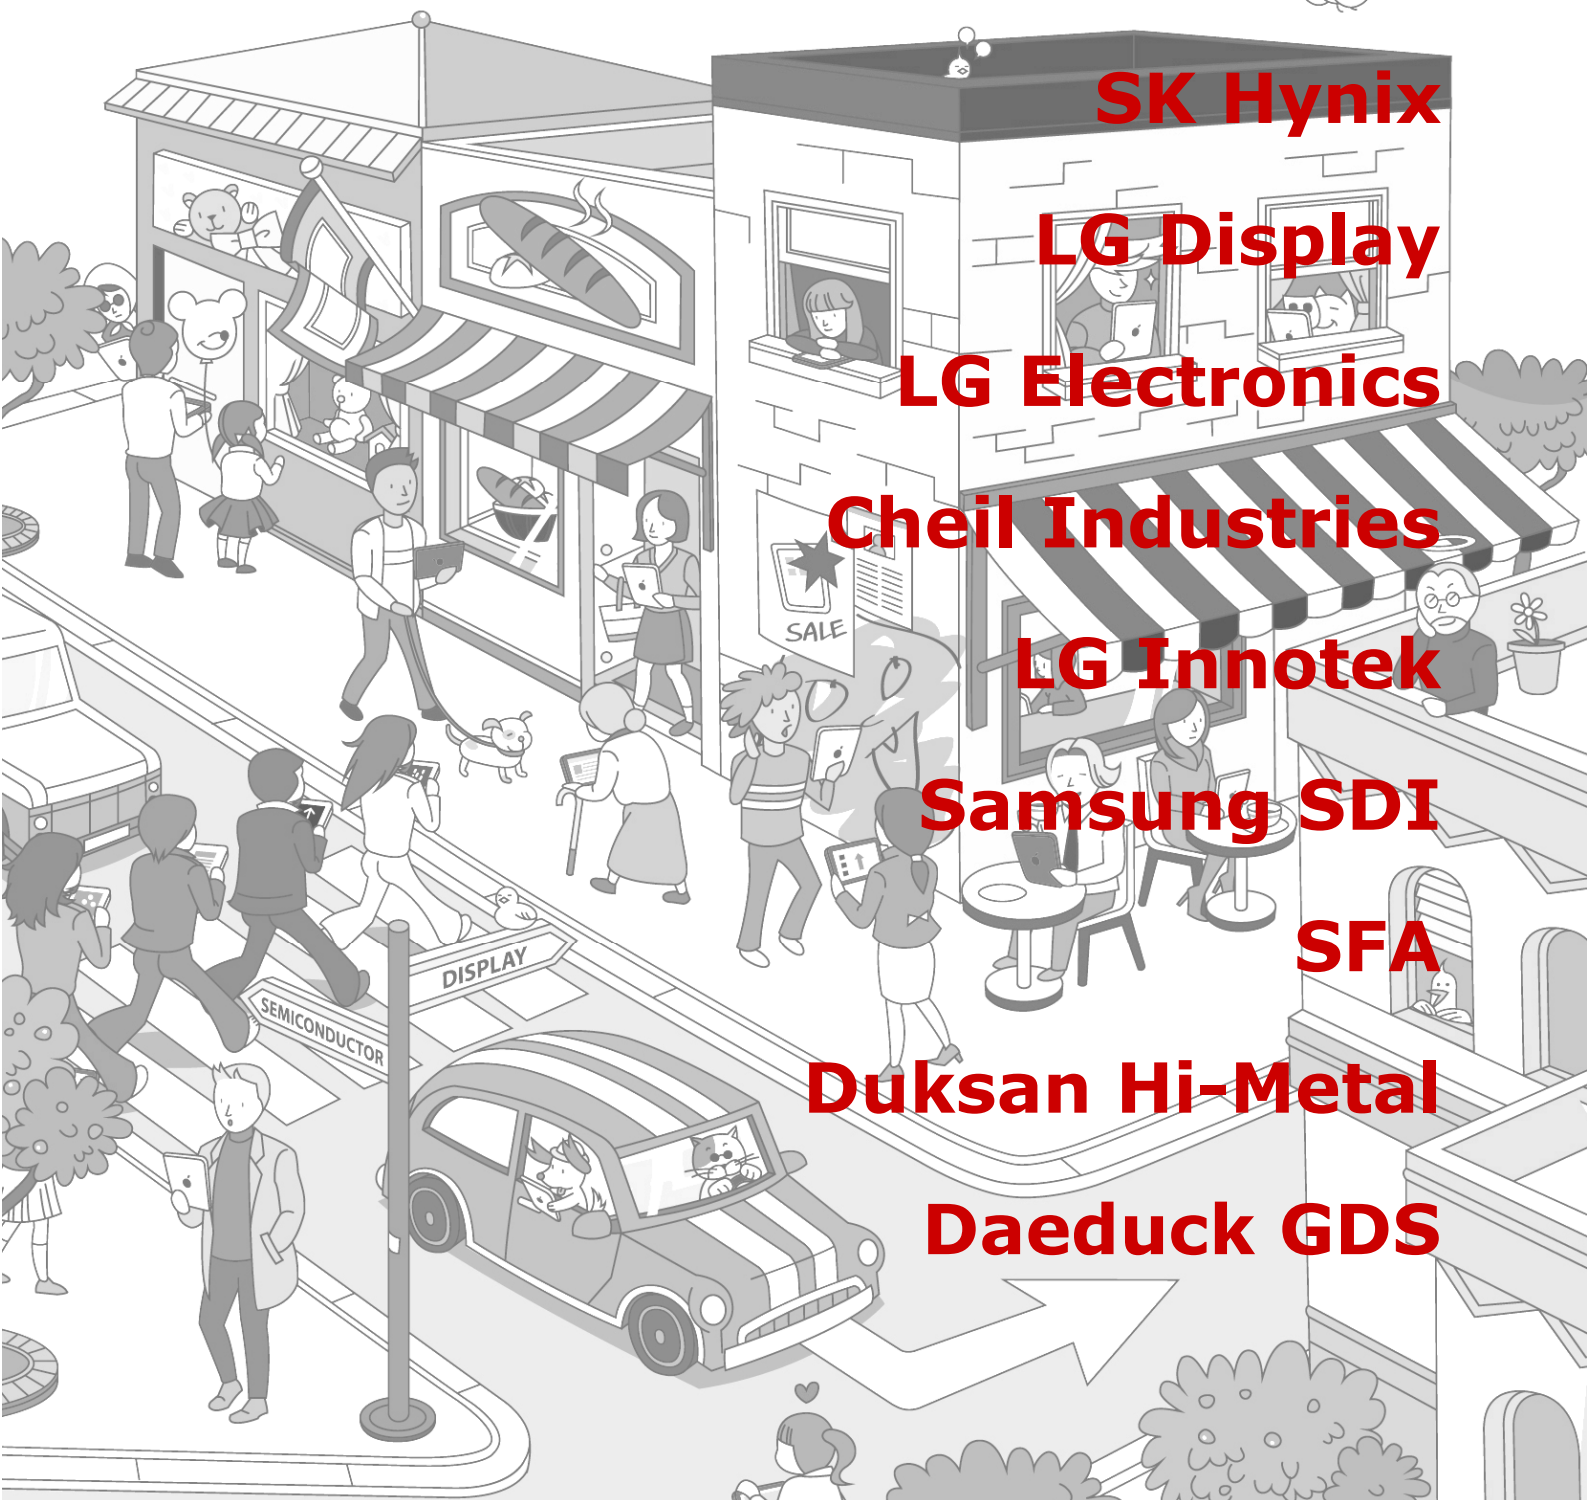 SK Hynix
LG Display
LG Electronics
Cheil Industries
SALE
LG Innotek
Samsung SDI
SFA
DISPLAY
SEMICONDUCTOR
Duksan Hi-Metal
Daeduck GDS